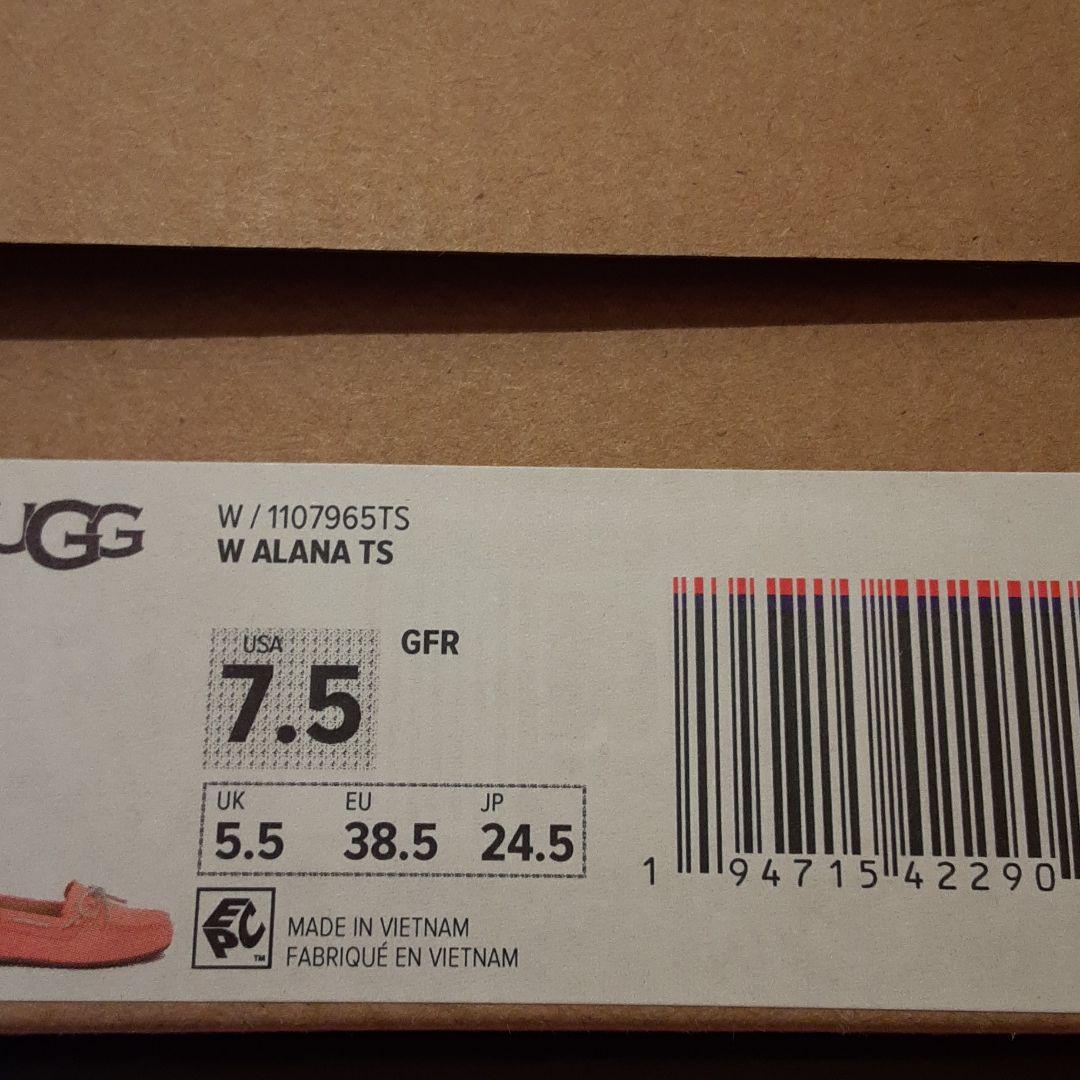 UGG
W / 1107965TS
W ALANA TS
USA
7.5
GFR
UK EU JP
5.5 38.5 24.5
EPC TM
MADE IN VIETNAM
FABRIQUÉ EN VIETNAM
1 94715 42290